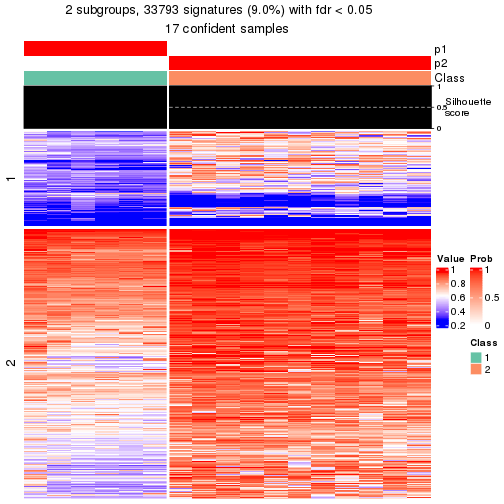 2 subgroups, 33793 signatures (9.0%) with fdr < 0.05
17 confident samples
p1
p2
Class
1
0.5
0
Silhouette
score
1
2
Value
1
0.8
0.6
0.4
0.2
Prob
1
0.5
0
Class
1
2